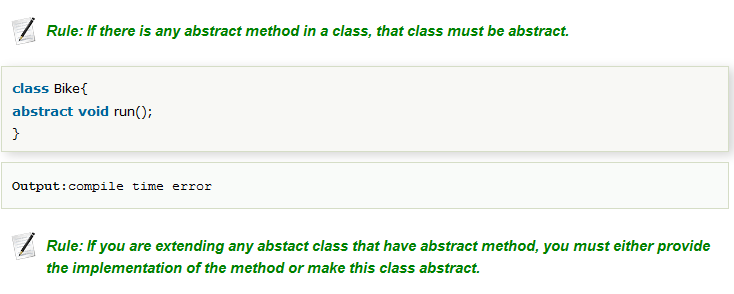 Rule: If there is any abstract method in a class, that class must be abstract.
class Bike{
abstract void run();
}
Output:compile time error
Rule: If you are extending any abstact class that have abstract method, you must either provide
the implementation of the method or make this class abstract.